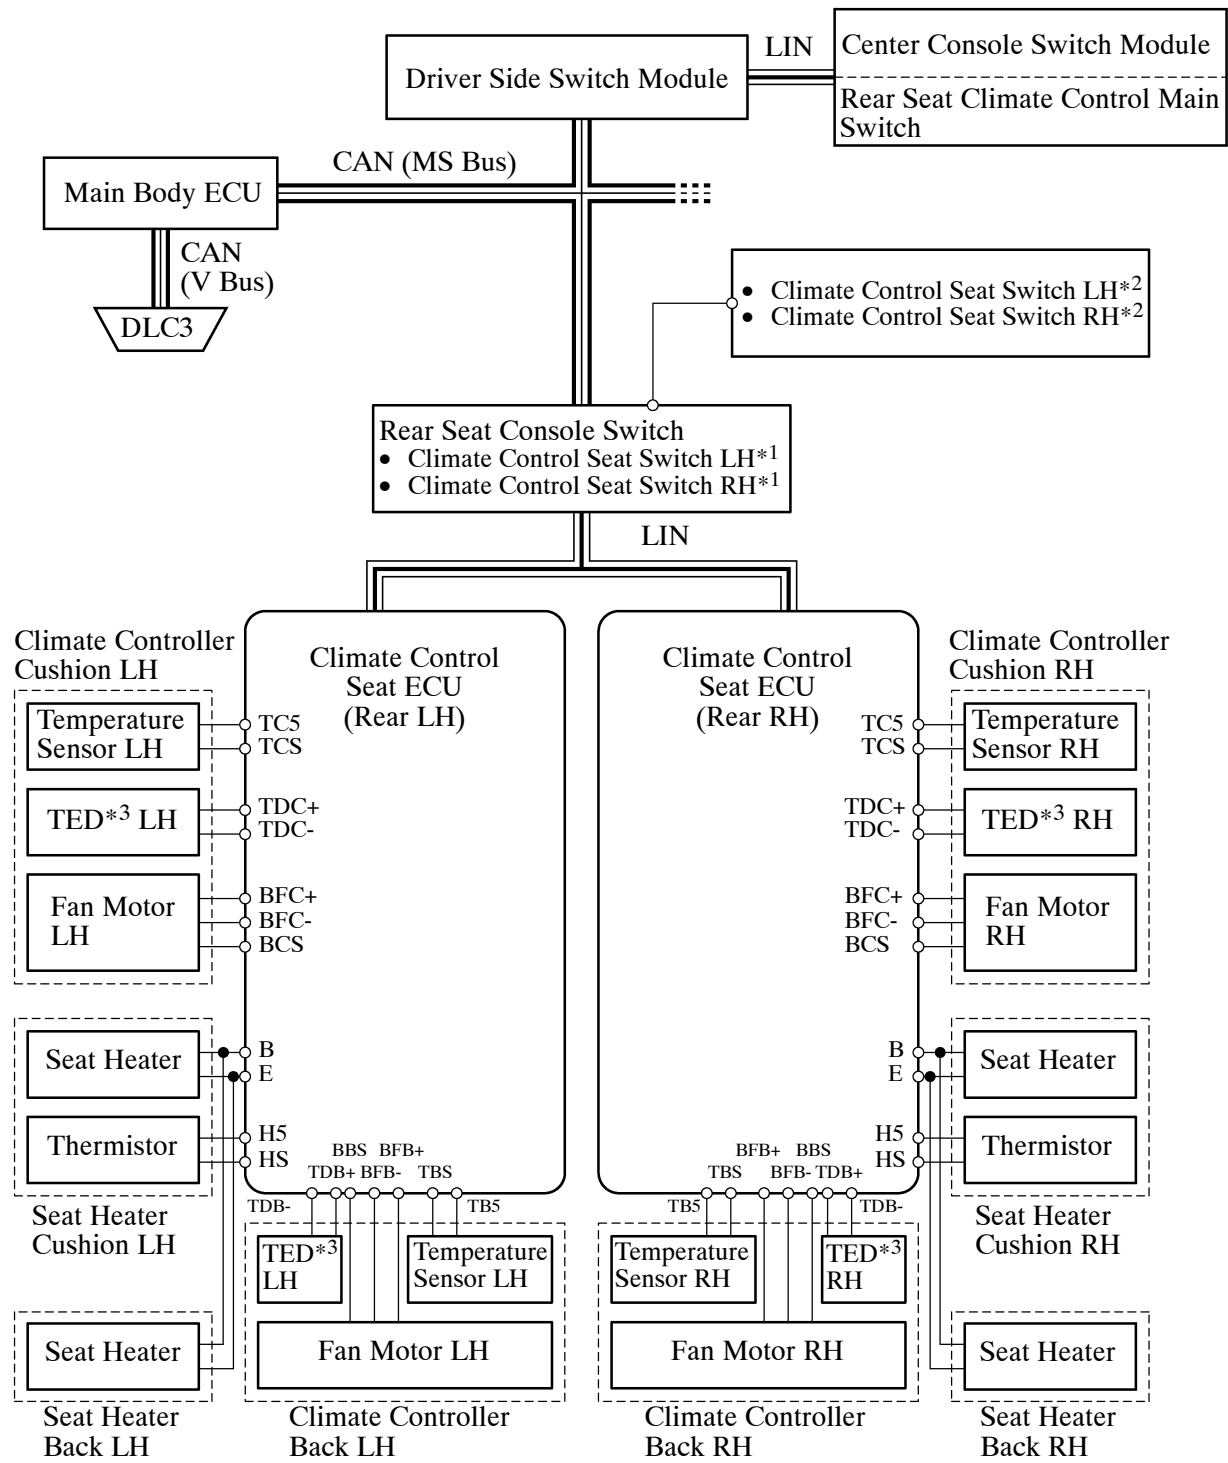 LIN
Center Console Switch Module
Driver Side Switch Module
Rear Seat Climate Control Main
Switch
CAN (MS Bus)
Main Body ECU
CAN
(V Bus)
DLC3
• Climate Control Seat Switch LH*2
• Climate Control Seat Switch RH*2
Rear Seat Console Switch
• Climate Control Seat Switch LH*1
• Climate Control Seat Switch RH*1
LIN
Climate Controller
Cushion LH
Temperature
Sensor LH
TED*3 LH
Fan Motor
LH
Climate Control
Seat ECU
(Rear LH)
TC5
TCS
TDC+
TDC-
BFC+
BFC-
BCS
B
E
H5
HS
BBS
BFB+
TDB+
BFB-
TBS
TDB-
TB5
Climate Control
Seat ECU
(Rear RH)
TC5
TCS
TDC+
TDC-
BFC+
BFC-
BCS
B
E
H5
HS
BFB+
BBS
TBS
BFB-
TDB+
TB5
TDB-
Climate Controller
Cushion RH
Temperature
Sensor RH
TED*3 RH
Fan Motor
RH
Seat Heater
Thermistor
Seat Heater
Cushion LH
Seat Heater
Seat Heater
Back LH
TED*3
LH
Temperature
Sensor LH
Fan Motor LH
Climate Controller
Back LH
Temperature
Sensor RH
TED*3
RH
Fan Motor RH
Climate Controller
Back RH
Seat Heater
Thermistor
Seat Heater
Cushion RH
Seat Heater
Seat Heater
Back RH